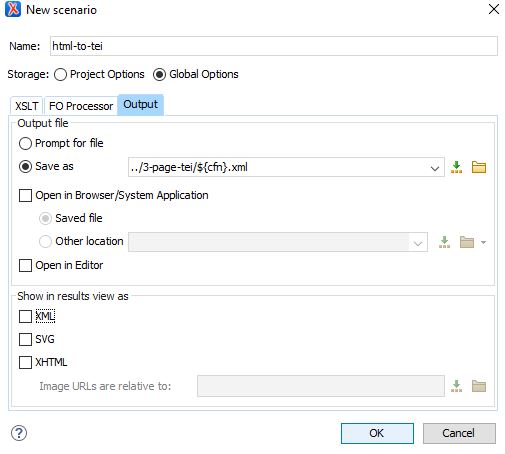 New scenario
Name: html-to-tei
Storage: Project Options Global Options
XSLT FO Processor Output
Output file
Prompt for file
Save as ../3-page-tei/${cfn}.xml
Open in Browser/System Application
Saved file
Other location
Open in Editor
Show in results view as
XML
SVG
XHTML
Image URLs are relative to:
? OK Cancel